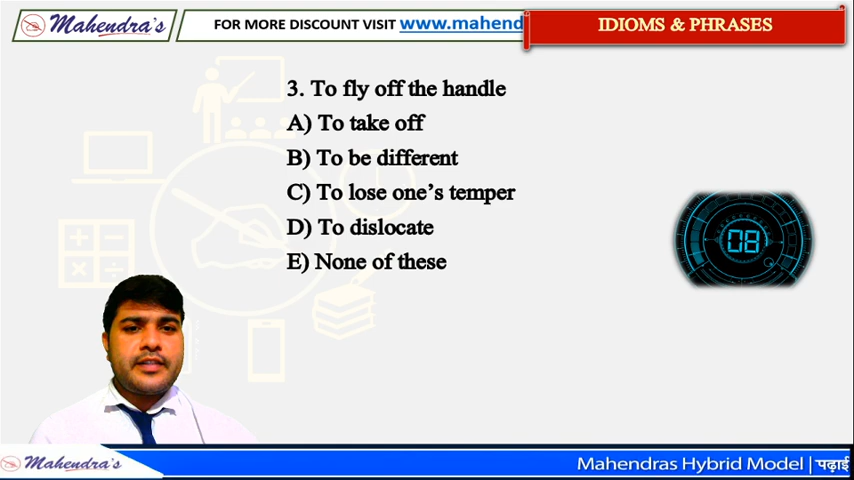 Mahendra's
FOR MORE DISCOUNT VISIT www.mahend
IDIOMS & PHRASES
3. To fly off the handle
A) To take off
B) To be different
C) To lose one's temper
D) To dislocate
E) None of these
08
Mahendra's
Mahendras Hybrid Model | पढ़ाई